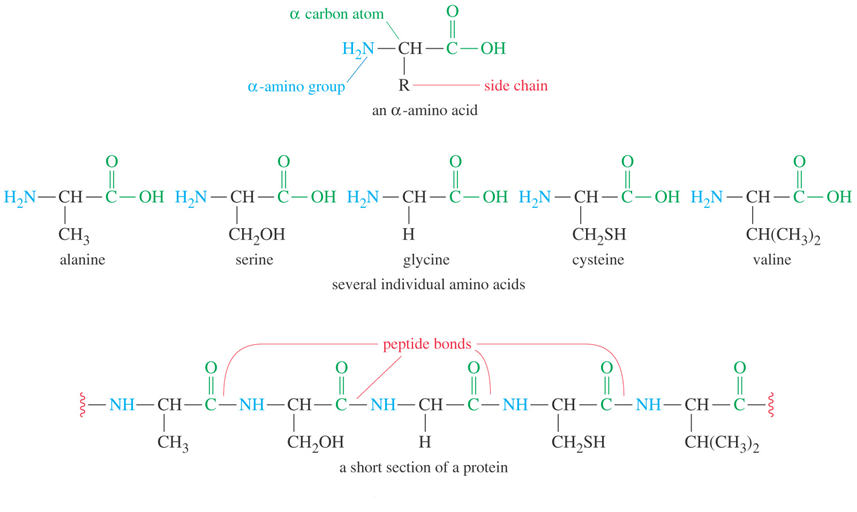 α carbon atom
O
H₂N—CH—C—OH
α-amino group
R
side chain
an α-amino acid
O O O O O
H₂N—CH—C—OH H₂N—CH—C—OH H₂N—CH—C—OH H₂N—CH—C—OH H₂N—CH—C—OH
CH₃ CH₂OH H CH₂SH CH(CH₃)₂
alanine serine glycine cysteine valine
several individual amino acids
peptide bonds
O O O O O
—NH—CH—C—NH—CH—C—NH—CH—C—NH—CH—C—NH—CH—C—
CH₃ CH₂OH H CH₂SH CH(CH₃)₂
a short section of a protein